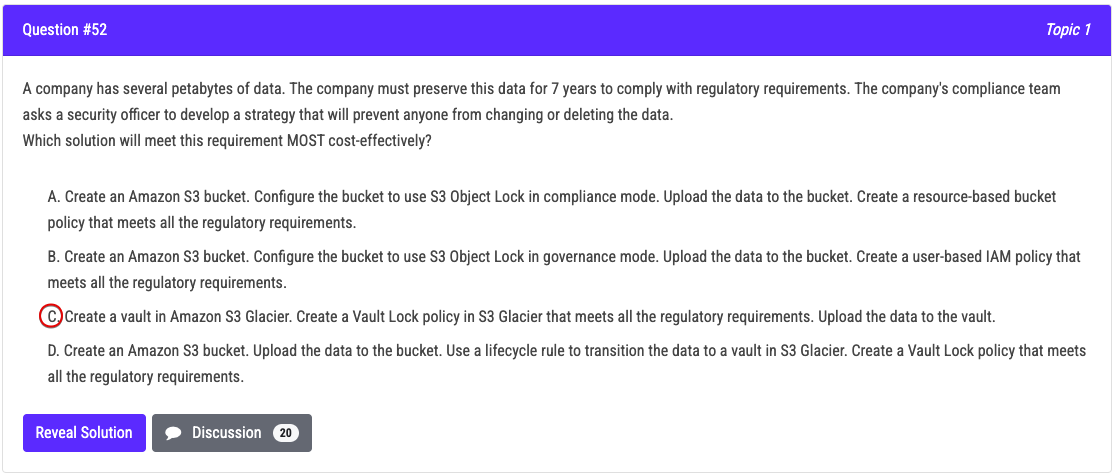 Question #52
Topic 1
A company has several petabytes of data. The company must preserve this data for 7 years to comply with regulatory requirements. The company's compliance team
asks a security officer to develop a strategy that will prevent anyone from changing or deleting the data.
Which solution will meet this requirement MOST cost-effectively?
A. Create an Amazon S3 bucket. Configure the bucket to use S3 Object Lock in compliance mode. Upload the data to the bucket. Create a resource-based bucket
policy that meets all the regulatory requirements.
B. Create an Amazon S3 bucket. Configure the bucket to use S3 Object Lock in governance mode. Upload the data to the bucket. Create a user-based IAM policy that
meets all the regulatory requirements.
C. Create a vault in Amazon S3 Glacier. Create a Vault Lock policy in S3 Glacier that meets all the regulatory requirements. Upload the data to the vault.
D. Create an Amazon S3 bucket. Upload the data to the bucket. Use a lifecycle rule to transition the data to a vault in S3 Glacier. Create a Vault Lock policy that meets
all the regulatory requirements.
Reveal Solution
Discussion 20